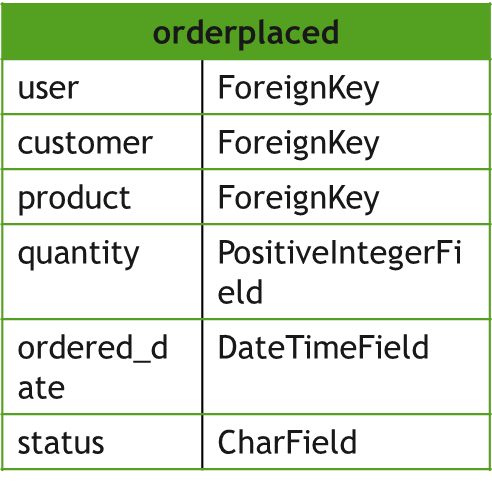 orderplaced
user ForeignKey
customer ForeignKey
product ForeignKey
quantity PositiveIntegerFi
eld
ordered_d DateTimeField
ate
status CharField